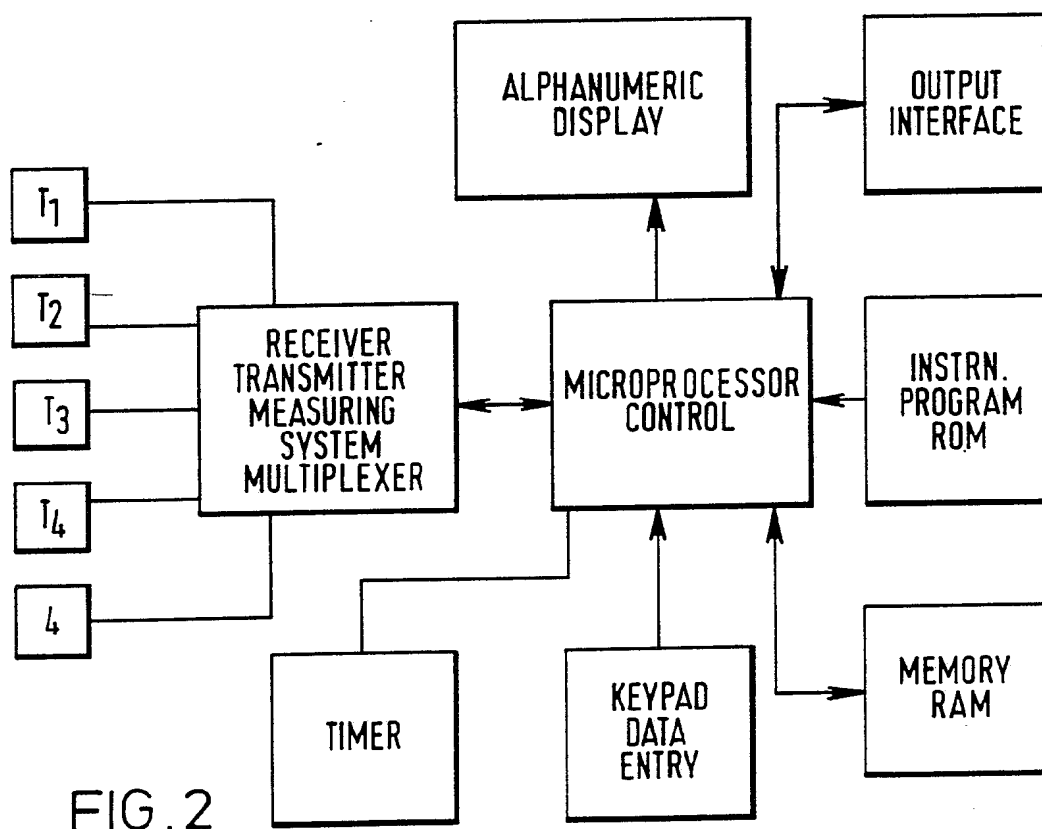 ALPHANUMERIC
DISPLAY
OUTPUT
INTERFACE
T1
T2
T3
T4
4
RECEIVER
TRANSMITTER
MEASURING
SYSTEM
MULTIPLEXER
MICROPROCESSOR
CONTROL
INSTRN.
PROGRAM
ROM
TIMER
KEYPAD
DATA
ENTRY
MEMORY
RAM
FIG.2